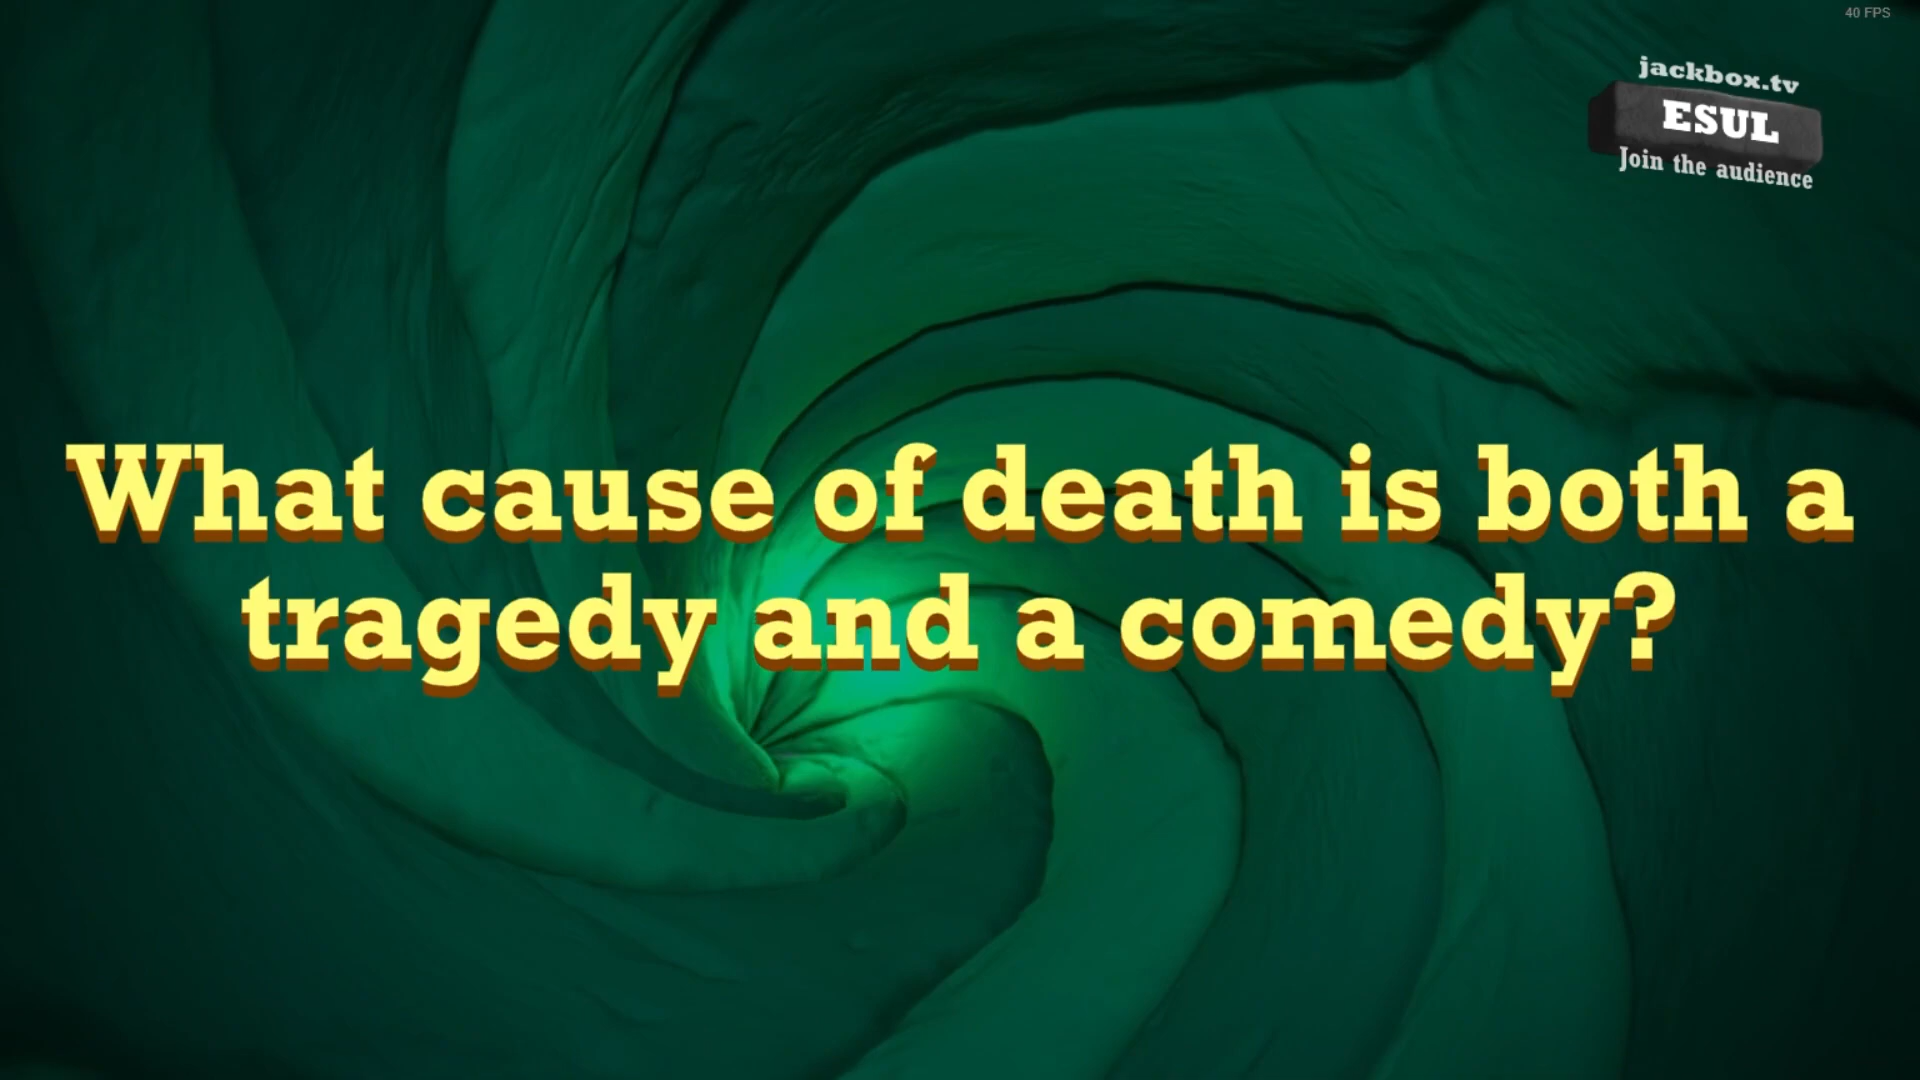 40 FPS
jackbox.tv
ESUL
Join the audience
What cause of death is both a
tragedy and a comedy?